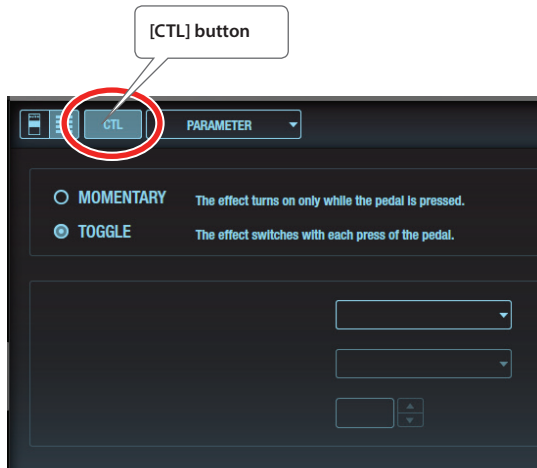 [CTL] button
CTL
PARAMETER
MOMENTARY The effect turns on only while the pedal is pressed.
TOGGLE The effect switches with each press of the pedal.